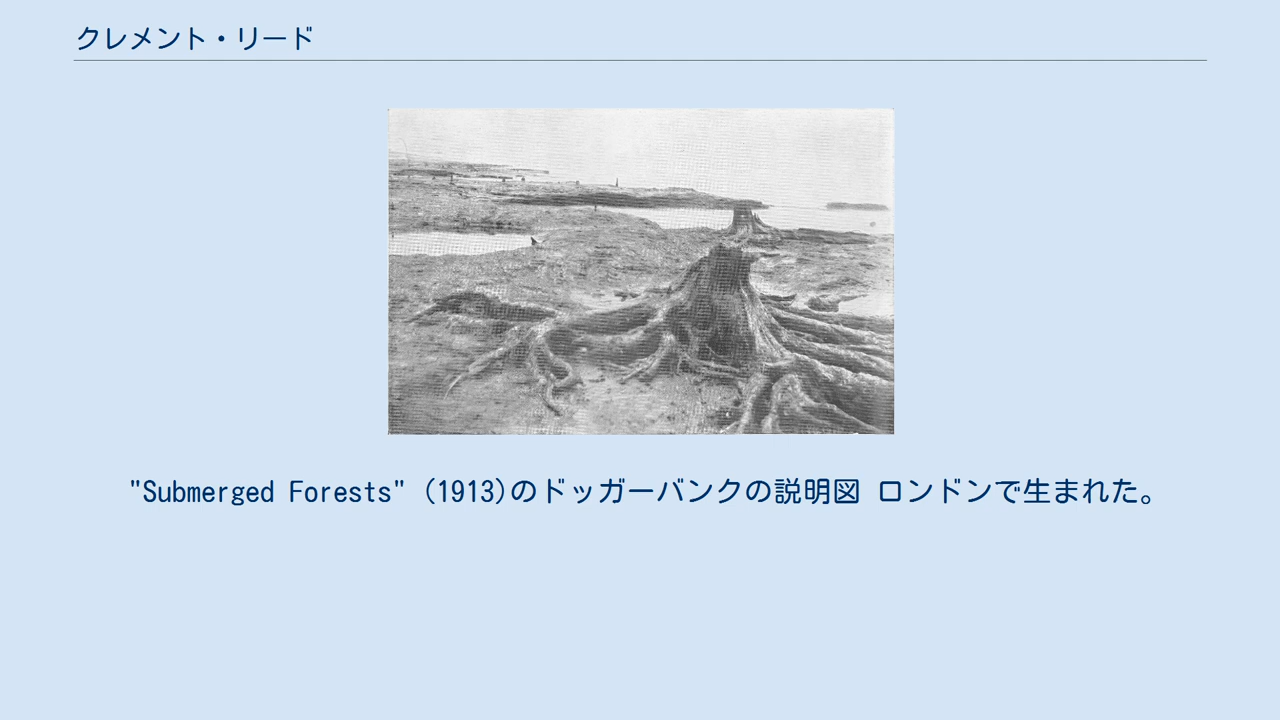 クレメント・リード
"Submerged Forests" (1913)のドッガーバンクの説明図 ロンドンで生まれた。